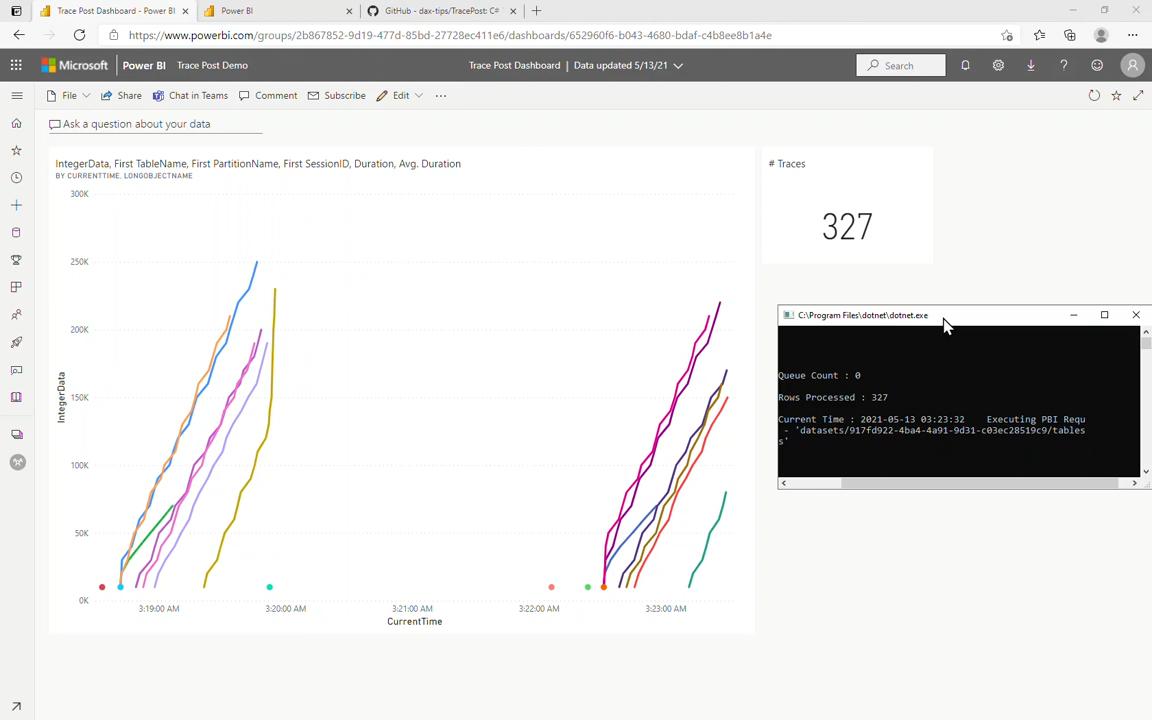 Trace Post Dashboard - Power BI
Power BI
GitHub - dax-tips/TracePost: C#
https://www.powerbi.com/groups/2b867852-9d19-477d-85bd-27728ec411e6/dashboards/652960f6-b043-4680-bdaf-c4b8ee8b1a4e
Microsoft
Power BI
Trace Post Demo
Trace Post Dashboard | Data updated 5/13/21
Search
File
Share
Chat in Teams
Comment
Subscribe
Edit
Ask a question about your data
IntegerData, First TableName, First PartitionName, First SessionID, Duration, Avg. Duration
BY CURRENTTIME, LONGOBJECTNAME
300K
250K
200K
150K
100K
50K
0K
IntegerData
3:19:00 AM
3:20:00 AM
3:21:00 AM
3:22:00 AM
3:23:00 AM
CurrentTime
# Traces
327
C:\Program Files\dotnet\dotnet.exe
Queue Count : 0
Rows Processed : 327
Current Time : 2021-05-13 03:23:32 Executing PBI Requ
- 'datasets/917fd922-4ba4-4a91-9d31-c03ec28519c9/tables
s'